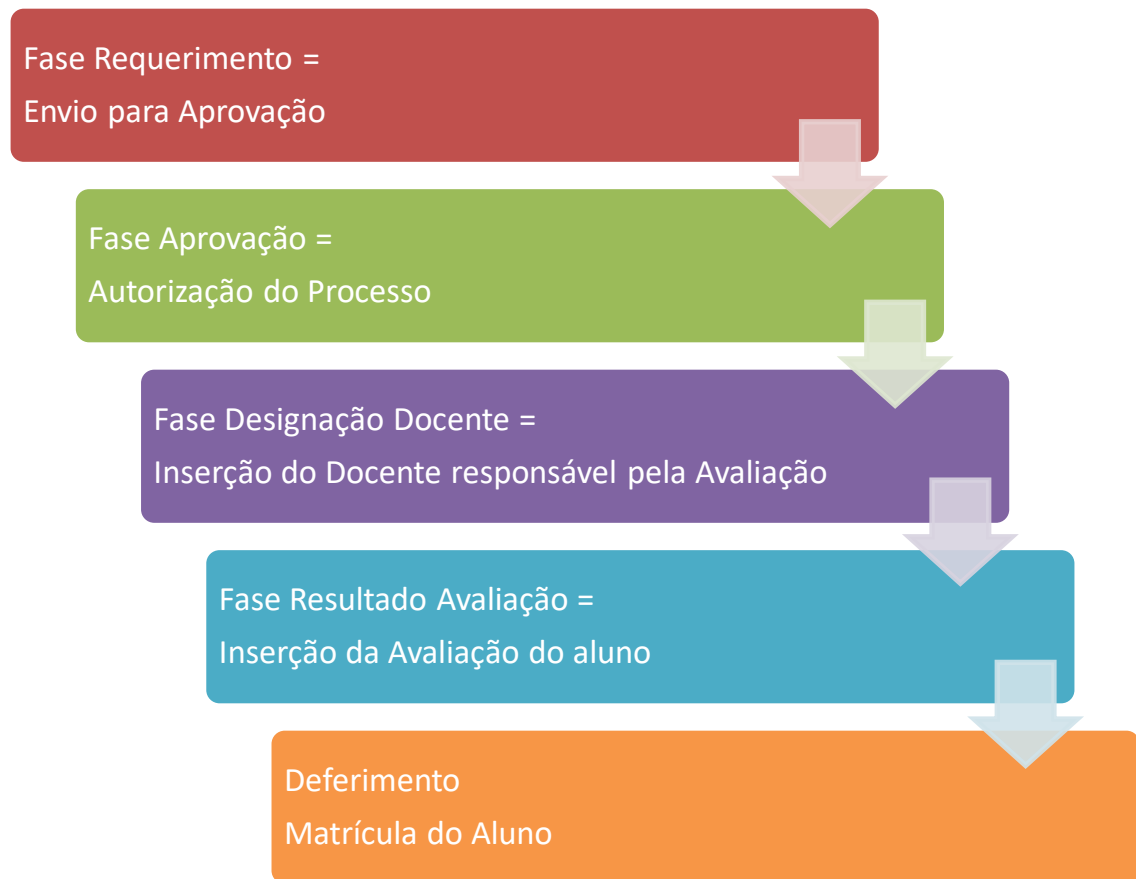 Fase Requerimento =
Envio para Aprovação
Fase Aprovação =
Autorização do Processo
Fase Designação Docente =
Inserção do Docente responsável pela Avaliação
Fase Resultado Avaliação =
Inserção da Avaliação do aluno
Deferimento
Matrícula do Aluno